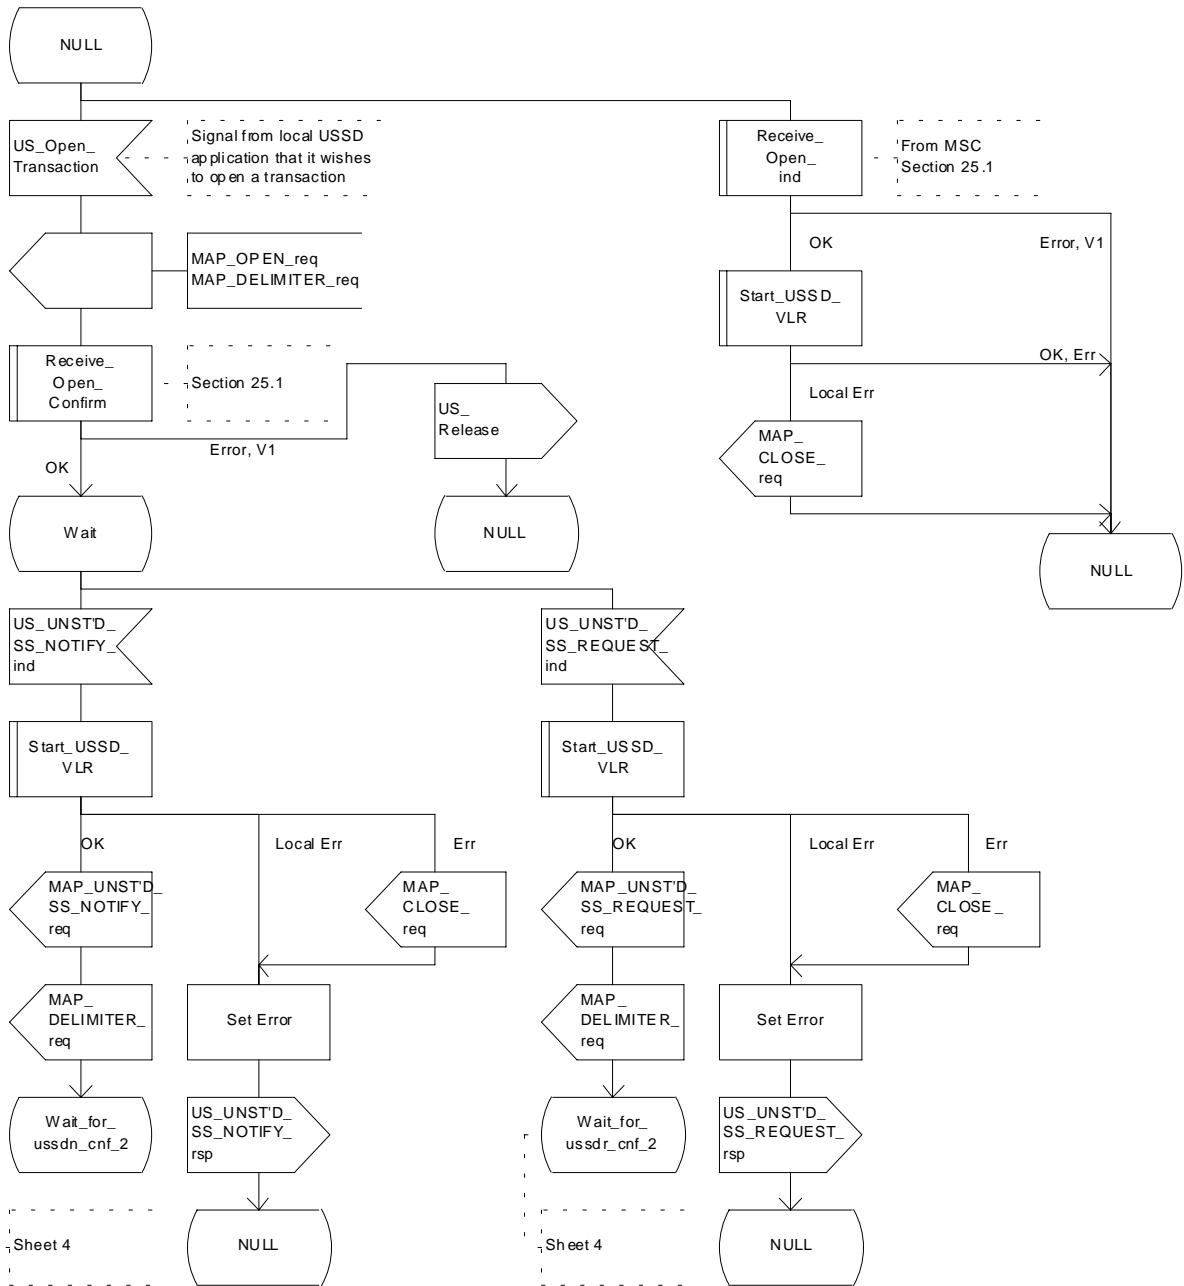 NULL
US_Open_
Transaction
Signal from local USSD
application that it wishes
to open a transaction
Receive_
Open_
ind
From MSC
Section 25.1
OK
Error, V1
MAP_OPEN_req
MAP_DELIMITER_req
Start_USSD_
VLR
Receive_
Open_
Confirm
Section 25.1
OK, Err
Local Err
US_
Release
MAP_
CLOSE_
req
Error, V1
OK
Wait
NULL
NULL
US_UNST'D_
SS_NOTIFY_
ind
US_UNST'D_
SS_REQUEST_
ind
Start_USSD_
VLR
Start_USSD_
VLR
OK
Local Err
Err
OK
Local Err
Err
MAP_UNST'D_
SS_NOTIFY_
req
MAP_
CLOSE_
req
MAP_UNST'D_
SS_REQUEST_
req
MAP_
CLOSE_
req
MAP_
DELIMITER_
req
Set Error
MAP_
DELIMITER_
req
Set Error
Wait_for_
ussdn_cnf_2
US_UNST'D_
SS_NOTIFY_
rsp
Wait_for_
ussdr_cnf_2
US_UNST'D_
SS_REQUEST_
rsp
Sheet 4
NULL
Sheet 4
NULL